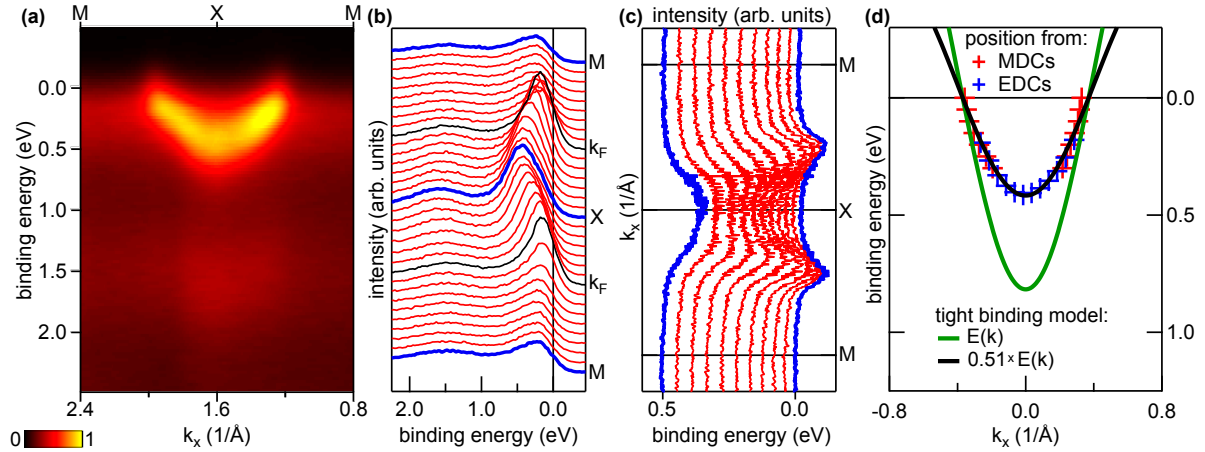 (a)
M X M
binding energy (eV)
0.0
0.5
1.0
1.5
2.0
2.4 1.6 0.8
k_x (1/Å)
0 1
(b)
intensity (arb. units)
M
k_F
X
k_F
M
2.0 1.0 0.0
binding energy (eV)
(c)
intensity (arb. units)
k_x (1/Å)
M
X
M
0.5 0.0
binding energy (eV)
(d)
position from:
MDCs
EDCs
binding energy (eV)
0.0
0.5
1.0
tight binding model:
E(k)
0.51×E(k)
-0.8 0.0 0.8
k_x (1/Å)